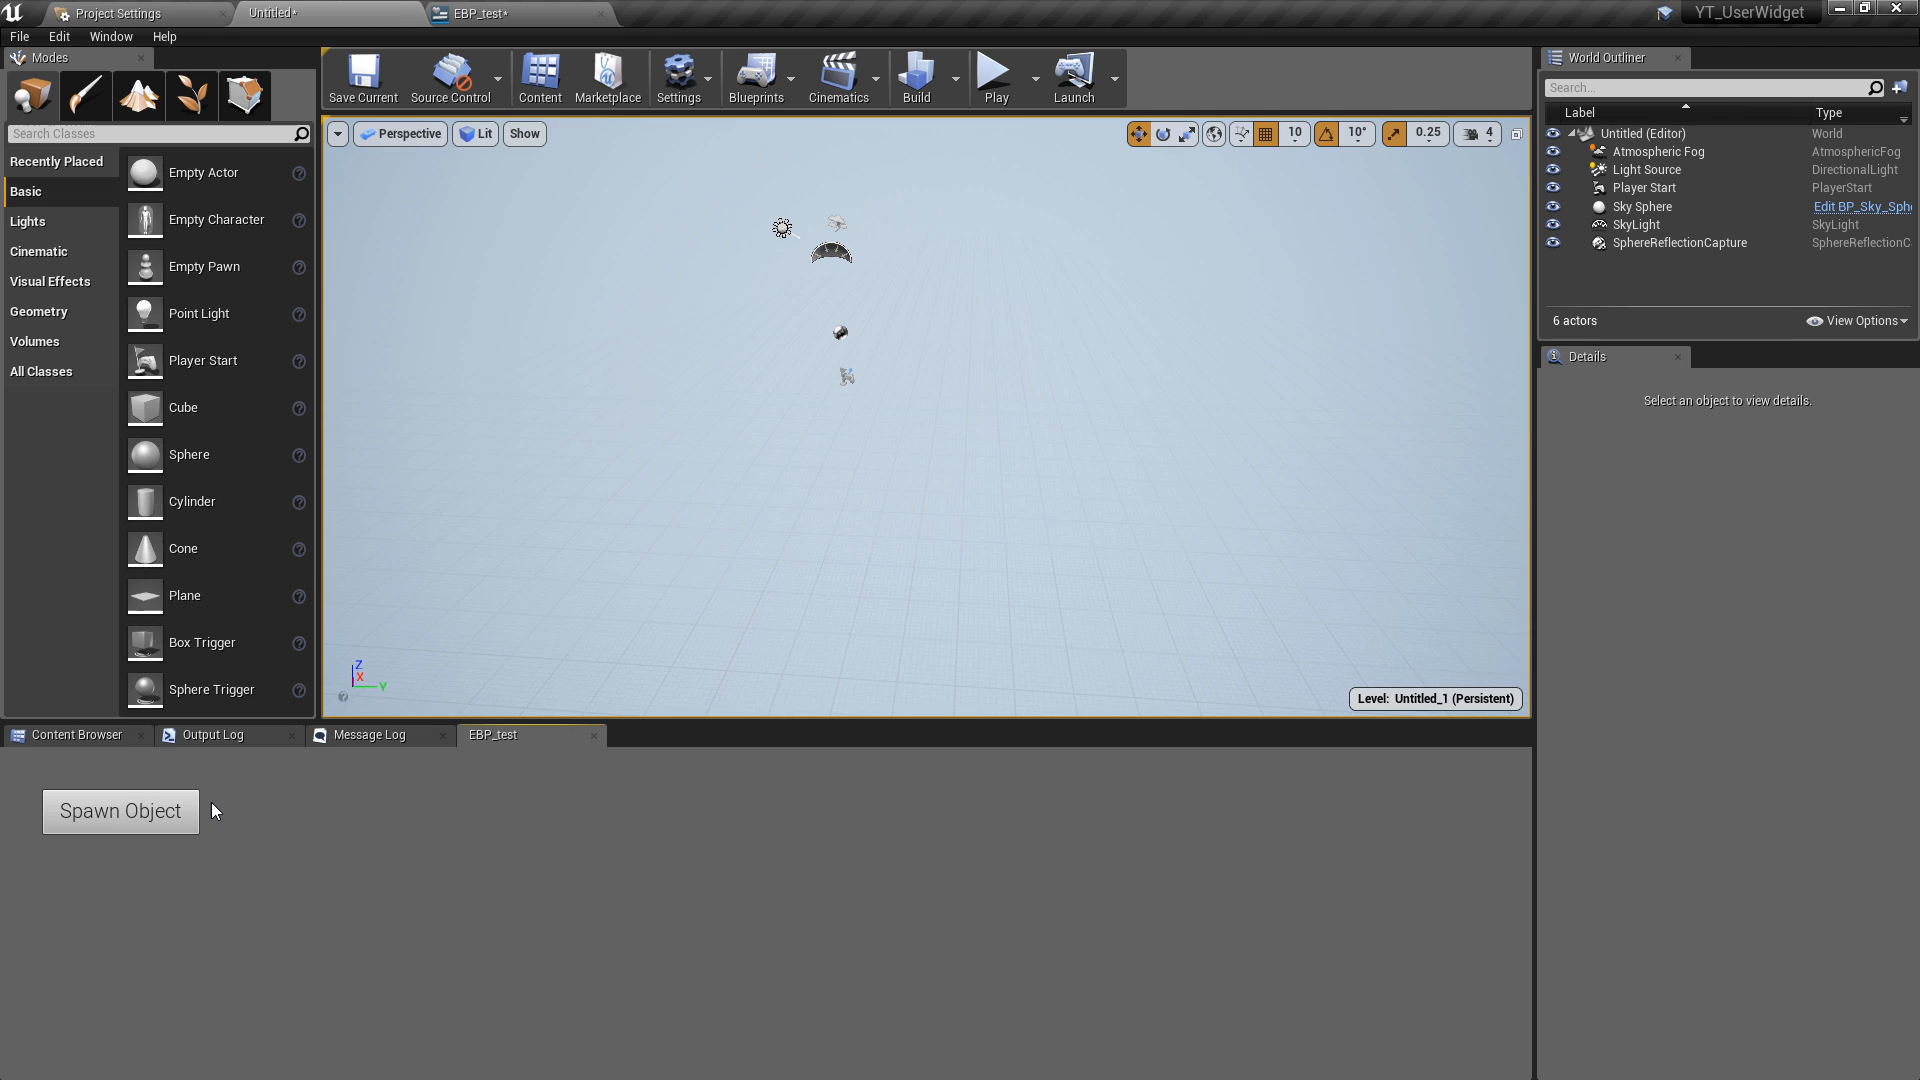 Project Settings
Untitled*
EBP_test*
YT_UserWidget
File Edit Window Help
Modes
Save Current
Source Control
Content
Marketplace
Settings
Blueprints
Cinematics
Build
Play
Launch
World Outliner
Search...
Label Type
Untitled (Editor) World
Atmospheric Fog AtmosphericFog
Light Source DirectionalLight
Player Start PlayerStart
Sky Sphere Edit BP_Sky_Sph
SkyLight SkyLight
SphereReflectionCapture SphereReflectionC
6 actors
View Options
Details
Select an object to view details.
Search Classes
Recently Placed
Basic
Lights
Cinematic
Visual Effects
Geometry
Volumes
All Classes
Empty Actor
Empty Character
Empty Pawn
Point Light
Player Start
Cube
Sphere
Cylinder
Cone
Plane
Box Trigger
Sphere Trigger
Perspective
Lit
Show
10
10°
0.25
4
Z
X
Y
Level: Untitled_1 (Persistent)
Content Browser
Output Log
Message Log
EBP_test
Spawn Object